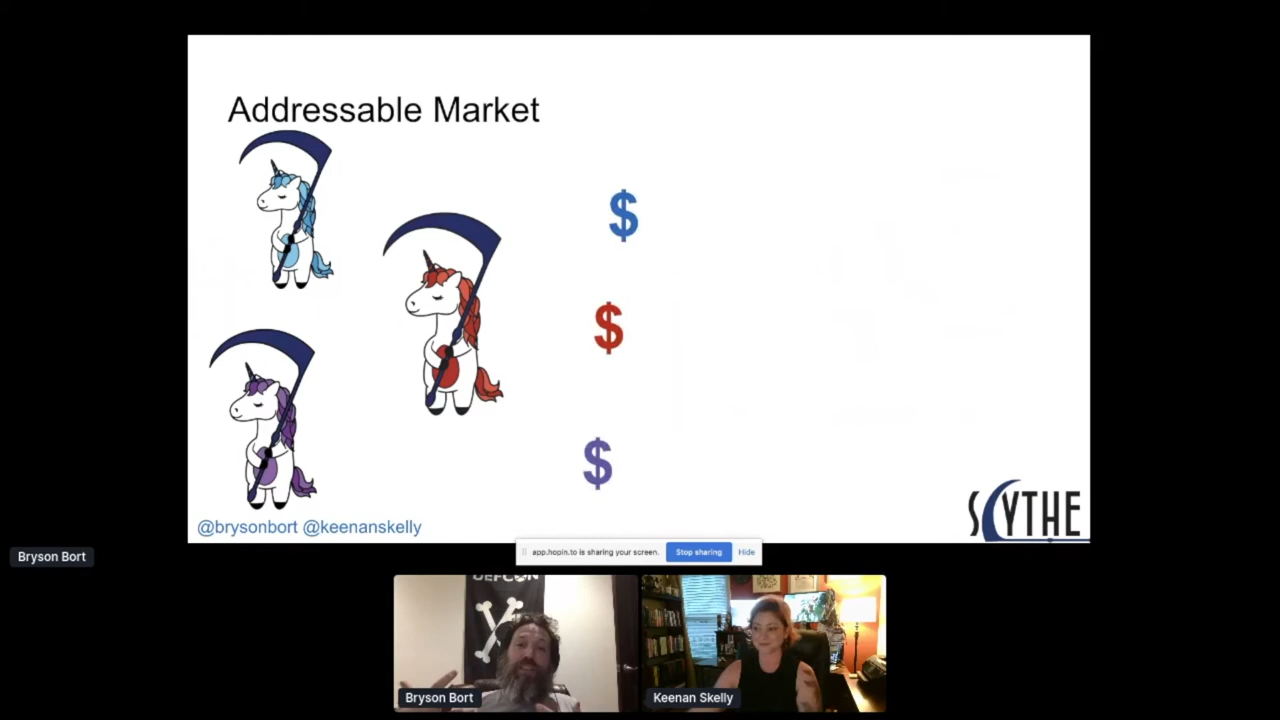 Addressable Market
$
$
$
@brysonbort @keenanskelly
SCYTHE
Bryson Bort
app.hopin.to is sharing your screen. Stop sharing Hide
DEFCON
Bryson Bort
Keenan Skelly